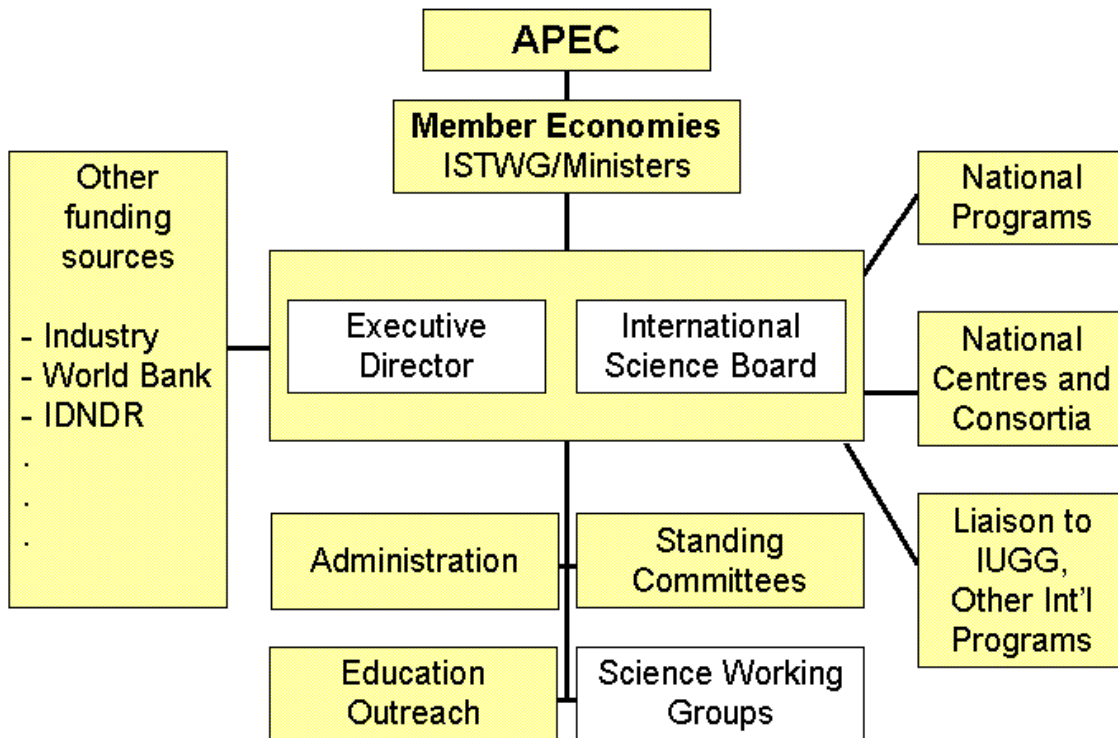 APEC
Member Economies
ISTWG/Ministers
Other
funding
sources
- Industry
- World Bank
- IDNDR
.
.
.
Executive
Director
International
Science Board
National
Programs
National
Centres and
Consortia
Liaison to
IUGG,
Other Int'l
Programs
Administration
Standing
Committees
Education
Outreach
Science Working
Groups